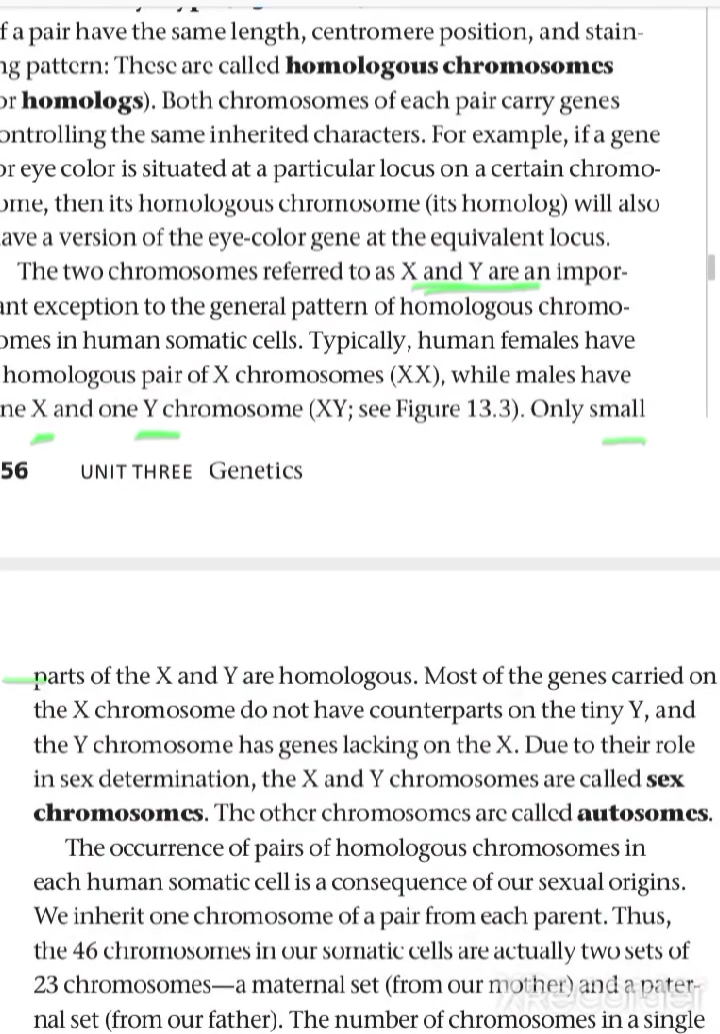 f a pair have the same length, centromere position, and stain-
ng pattern: These are called homologous chromosomes
or homologs). Both chromosomes of each pair carry genes
ontrolling the same inherited characters. For example, if a gene
or eye color is situated at a particular locus on a certain chromo-
ome, then its homologous chromosome (its homolog) will also
ave a version of the eye-color gene at the equivalent locus.
The two chromosomes referred to as X and Y are an impor-
ant exception to the general pattern of homologous chromo-
omes in human somatic cells. Typically, human females have
homologous pair of X chromosomes (XX), while males have
ne X and one Y chromosome (XY; see Figure 13.3). Only small
56 UNIT THREE Genetics
parts of the X and Y are homologous. Most of the genes carried on
the X chromosome do not have counterparts on the tiny Y, and
the Y chromosome has genes lacking on the X. Due to their role
in sex determination, the X and Y chromosomes are called sex
chromosomes. The other chromosomes are called autosomes.
The occurrence of pairs of homologous chromosomes in
each human somatic cell is a consequence of our sexual origins.
We inherit one chromosome of a pair from each parent. Thus,
the 46 chromosomes in our somatic cells are actually two sets of
23 chromosomes—a maternal set (from our mother) and a pater-
nal set (from our father). The number of chromosomes in a single
XRecorder